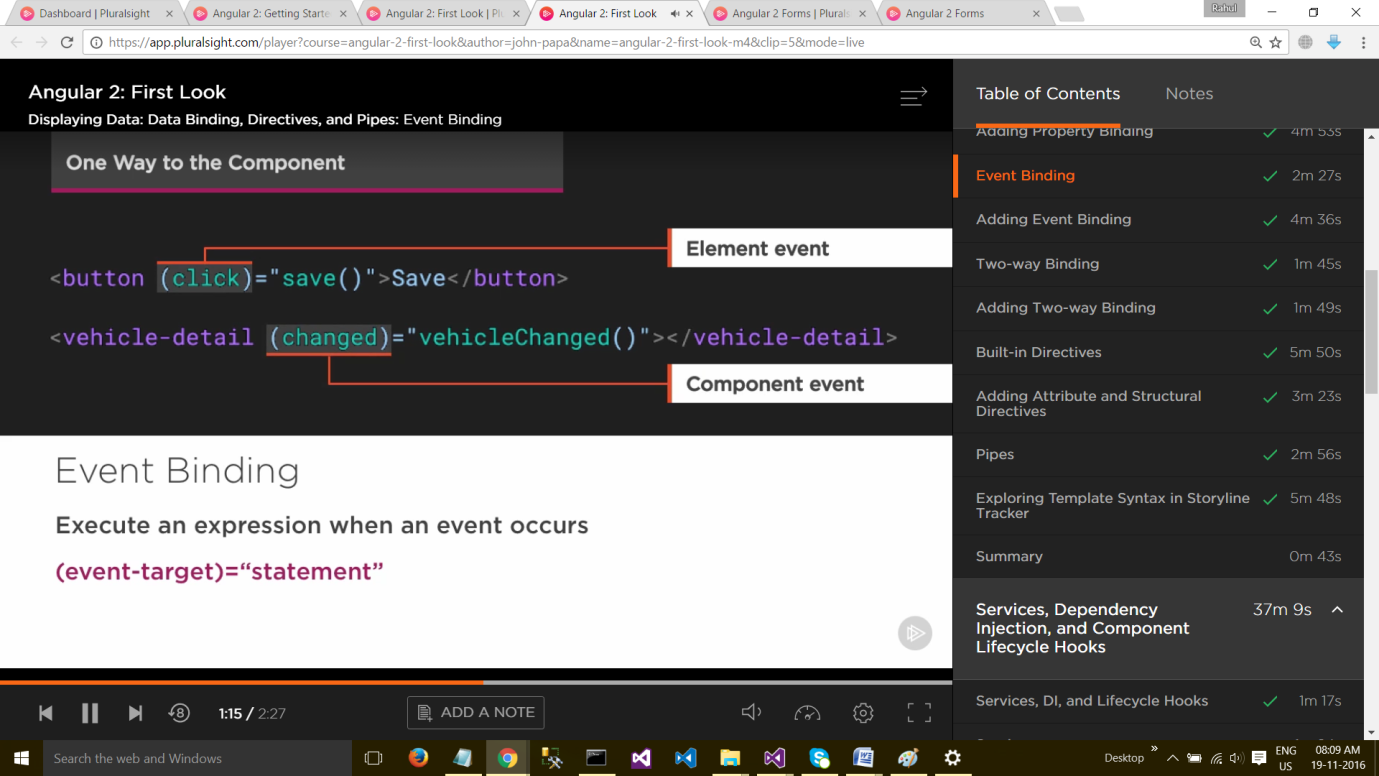 Dashboard | Pluralsight
Angular 2: Getting Starte
Angular 2: First Look | Pl
Angular 2: First Look
Angular 2 Forms | Plurals
Angular 2 Forms
Rahul
https://app.pluralsight.com/player?course=angular-2-first-look&author=john-papa&name=angular-2-first-look-m4&clip=5&mode=live
Angular 2: First Look
Displaying Data: Data Binding, Directives, and Pipes: Event Binding
One Way to the Component
Element event
<button (click)="save()">Save</button>
<vehicle-detail (changed)="vehicleChanged()"></vehicle-detail>
Component event
Event Binding
Execute an expression when an event occurs
(event-target)=“statement”
8
1:15 / 2:27
ADD A NOTE
Table of Contents
Notes
Adding Property Binding 4m 53s
Event Binding 2m 27s
Adding Event Binding 4m 36s
Two-way Binding 1m 45s
Adding Two-way Binding 1m 49s
Built-in Directives 5m 50s
Adding Attribute and Structural 3m 23s
Directives
Pipes 2m 56s
Exploring Template Syntax in Storyline 5m 48s
Tracker
Summary 0m 43s
Services, Dependency 37m 9s
Injection, and Component
Lifecycle Hooks
Services, DI, and Lifecycle Hooks 1m 17s
Search the web and Windows
Desktop
ENG
US
08:09 AM
19-11-2016